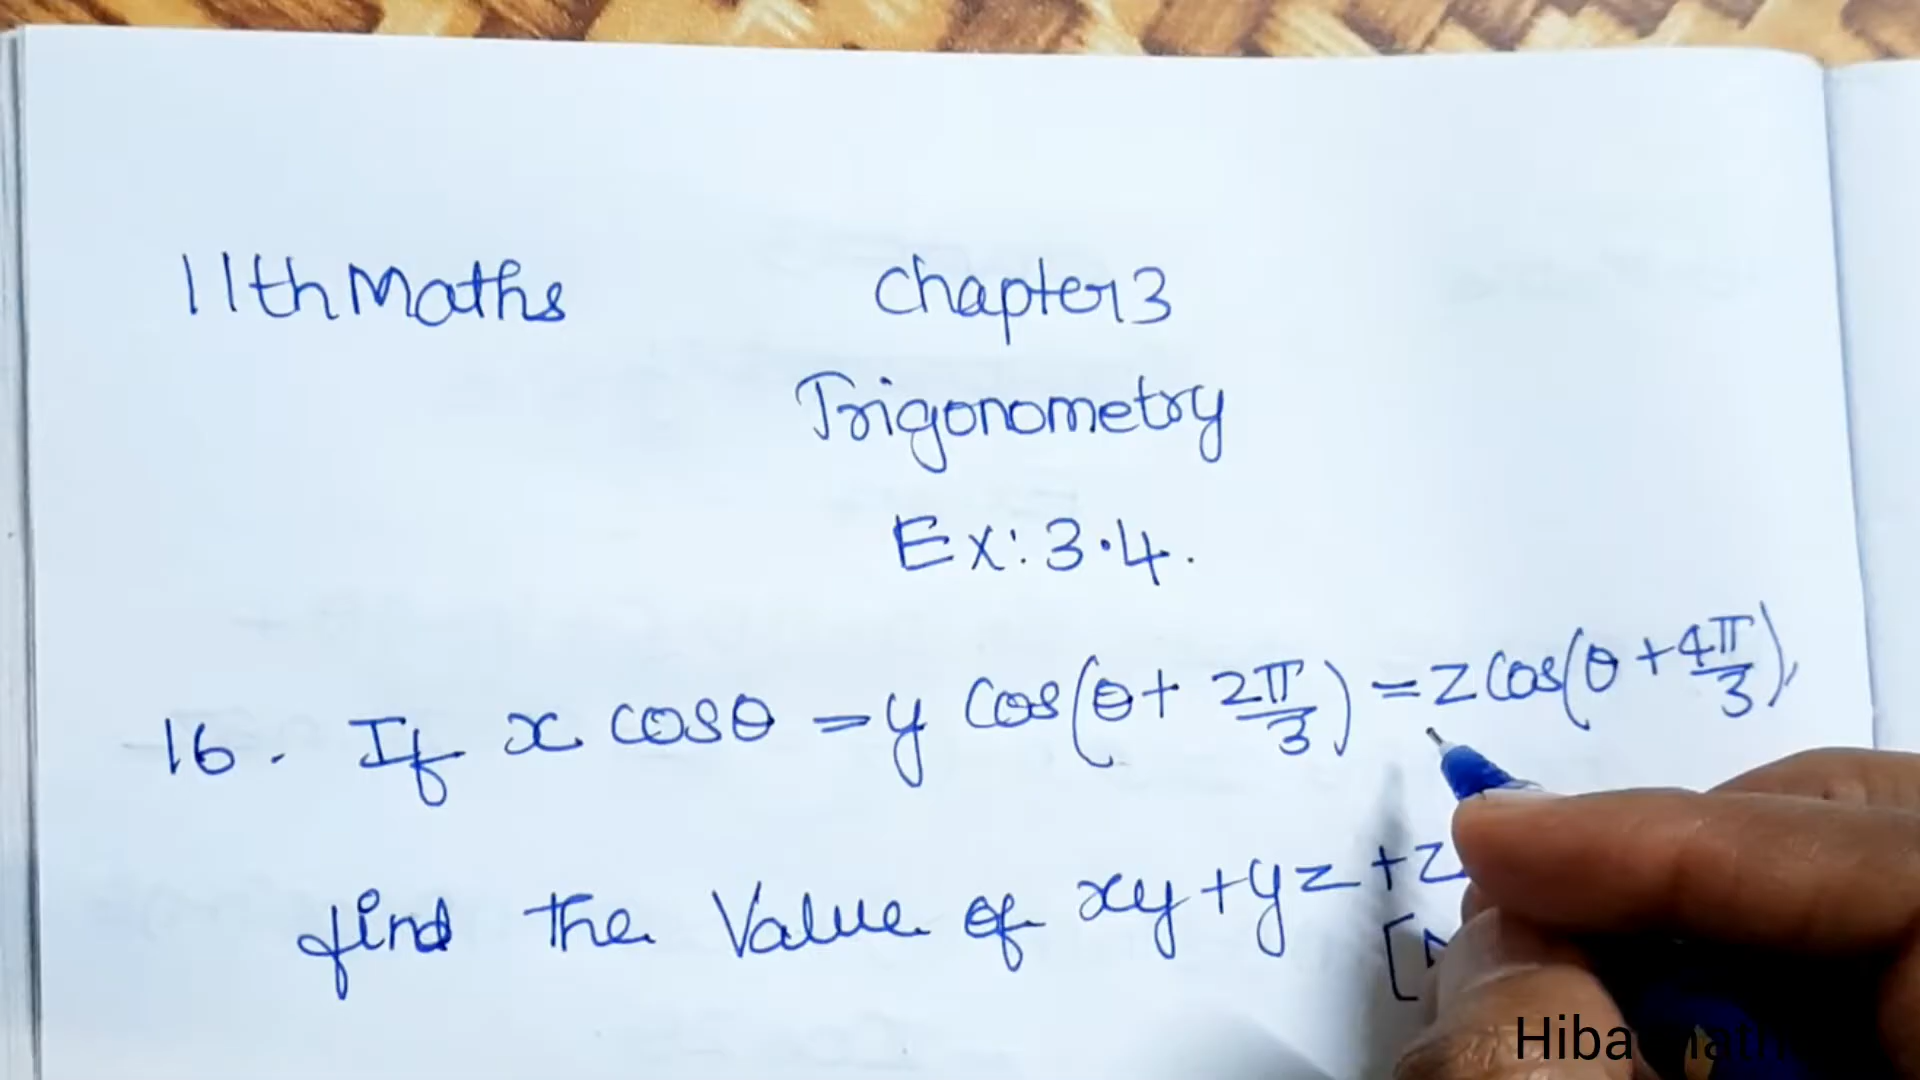 11th Maths Chapter 3
Trigonometry
Ex: 3.4.
16. If x cosθ = y cos(θ + 2π/3) = z cos(θ + 4π/3),
find the value of xy + yz + z
Hiba